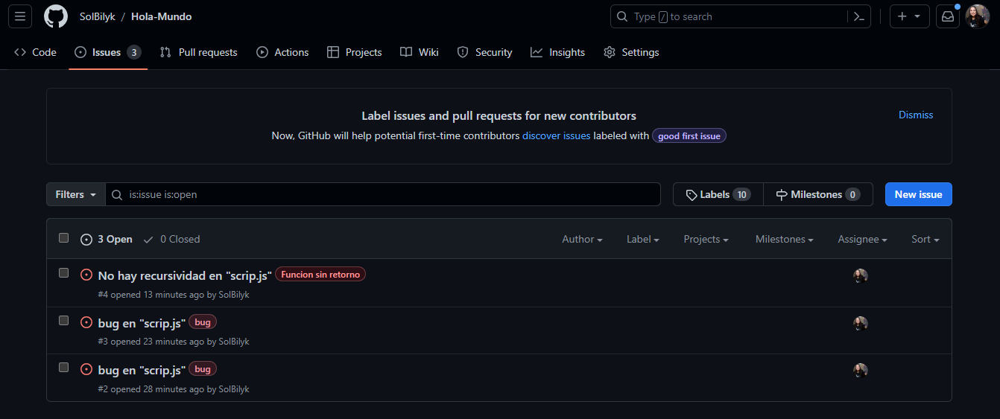 SolBilyk / Hola-Mundo
Type / to search
Code
Issues 3
Pull requests
Actions
Projects
Wiki
Security
Insights
Settings
Label issues and pull requests for new contributors
Dismiss
Now, GitHub will help potential first-time contributors discover issues labeled with good first issue
Filters
is:issue is:open
Labels 10
Milestones 0
New issue
3 Open
0 Closed
Author
Label
Projects
Milestones
Assignee
Sort
No hay recursividad en "scrip.js" Funcion sin retorno
#4 opened 13 minutes ago by SolBilyk
bug en "scrip.js" bug
#3 opened 23 minutes ago by SolBilyk
bug en "scrip.js" bug
#2 opened 28 minutes ago by SolBilyk